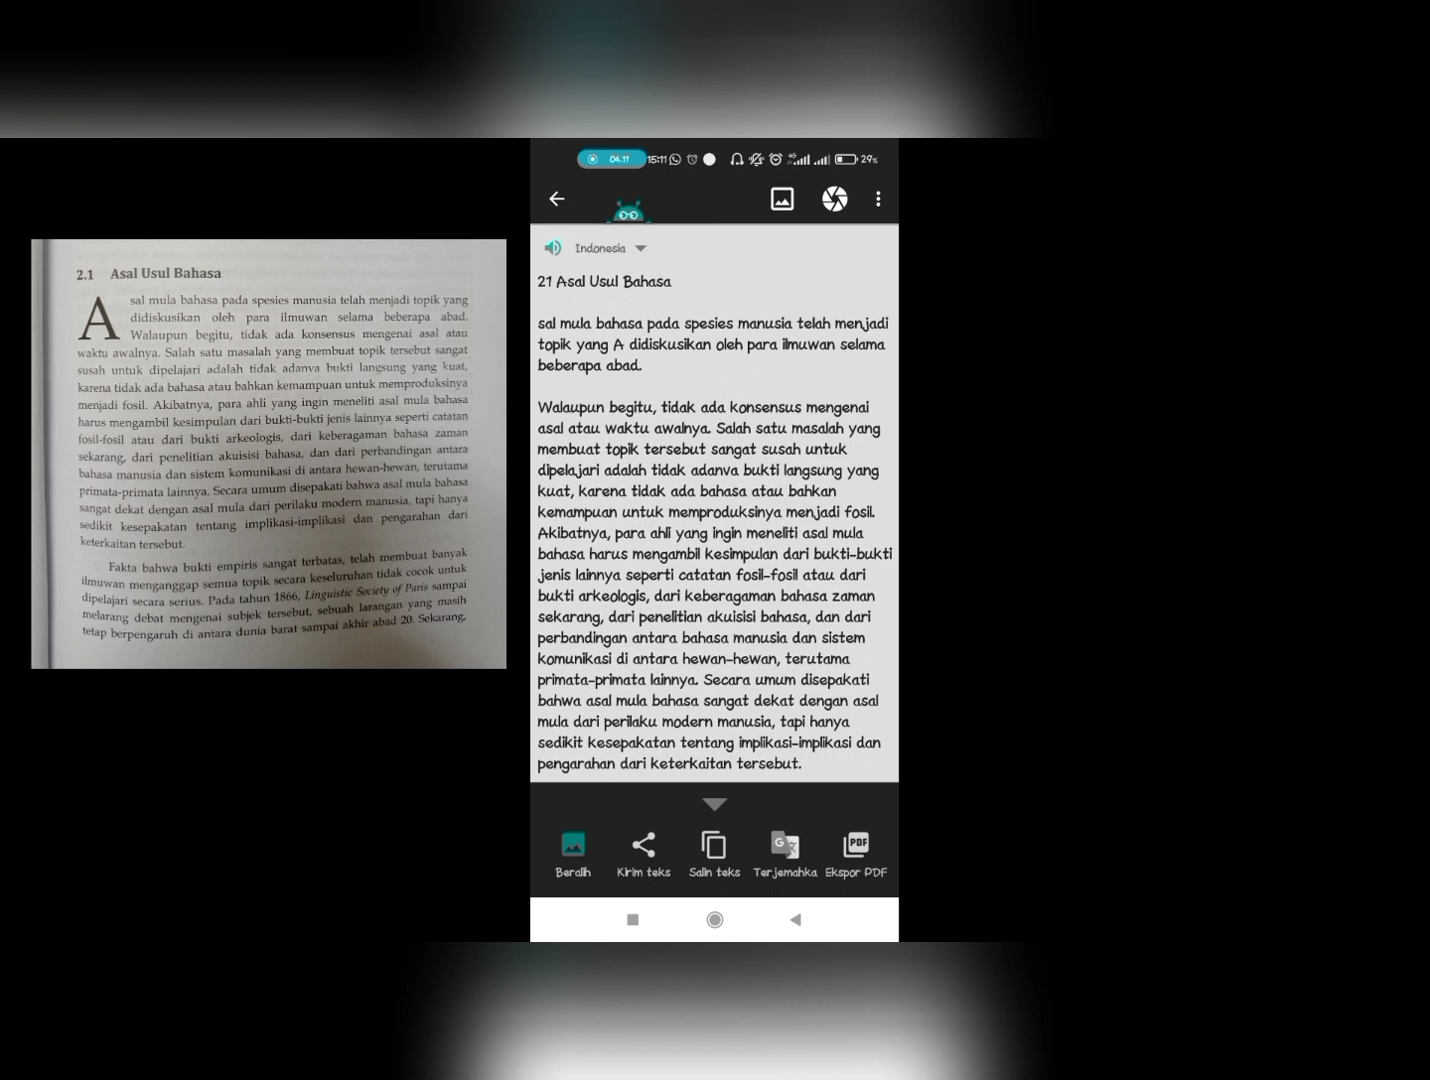 2.1 Asal Usul Bahasa
A sal mula bahasa pada spesies manusia telah menjadi topik yang
didiskusikan oleh para ilmuwan selama beberapa abad.
Walaupun begitu, tidak ada konsensus mengenai asal atau
waktu awalnya. Salah satu masalah yang membuat topik tersebut sangat
susah untuk dipelajari adalah tidak adanva bukti langsung yang kuat,
karena tidak ada bahasa atau bahkan kemampuan untuk memproduksinya
menjadi fosil. Akibatnya, para ahli yang ingin meneliti asal mula bahasa
harus mengambil kesimpulan dari bukti-bukti jenis lainnya seperti catatan
fosil-fosil atau dari bukti arkeologis, dari keberagaman bahasa zaman
sekarang, dari penelitian akuisisi bahasa, dan dari perbandingan antara
bahasa manusia dan sistem komunikasi di antara hewan-hewan, terutama
primata-primata lainnya. Secara umum disepakati bahwa asal mula bahasa
sangat dekat dengan asal mula dari perilaku modern manusia, tapi hanya
sedikit kesepakatan tentang implikasi-implikasi dan pengarahan dari
keterkaitan tersebut.
Fakta bahwa bukti empiris sangat terbatas, telah membuat banyak
ilmuwan menganggap semua topik secara keseluruhan tidak cocok untuk
dipelajari secara serius. Pada tahun 1866, Linguistic Society of Paris sampai
melarang debat mengenai subjek tersebut, sebuah larangan yang masih
tetap berpengaruh di antara dunia barat sampai akhir abad 20. Sekarang,
04.11 15:11 4G 29%
Indonesia
21 Asal Usul Bahasa
sal mula bahasa pada spesies manusia telah menjadi
topik yang A didiskusikan oleh para ilmuwan selama
beberapa abad.
Walaupun begitu, tidak ada konsensus mengenai
asal atau waktu awalnya. Salah satu masalah yang
membuat topik tersebut sangat susah untuk
dipelajari adalah tidak adanva bukti langsung yang
kuat, karena tidak ada bahasa atau bahkan
kemampuan untuk memproduksinya menjadi fosil.
Akibatnya, para ahli yang ingin meneliti asal mula
bahasa harus mengambil kesimpulan dari bukti-bukti
jenis lainnya seperti catatan fosil-fosil atau dari
bukti arkeologis, dari keberagaman bahasa zaman
sekarang, dari penelitian akuisisi bahasa, dan dari
perbandingan antara bahasa manusia dan sistem
komunikasi di antara hewan-hewan, terutama
primata-primata lainnya. Secara umum disepakati
bahwa asal mula bahasa sangat dekat dengan asal
mula dari perilaku modern manusia, tapi hanya
sedikit kesepakatan tentang implikasi-implikasi dan
pengarahan dari keterkaitan tersebut.
Beralih Kirim teks Salin teks Terjemahka Ekspor PDF